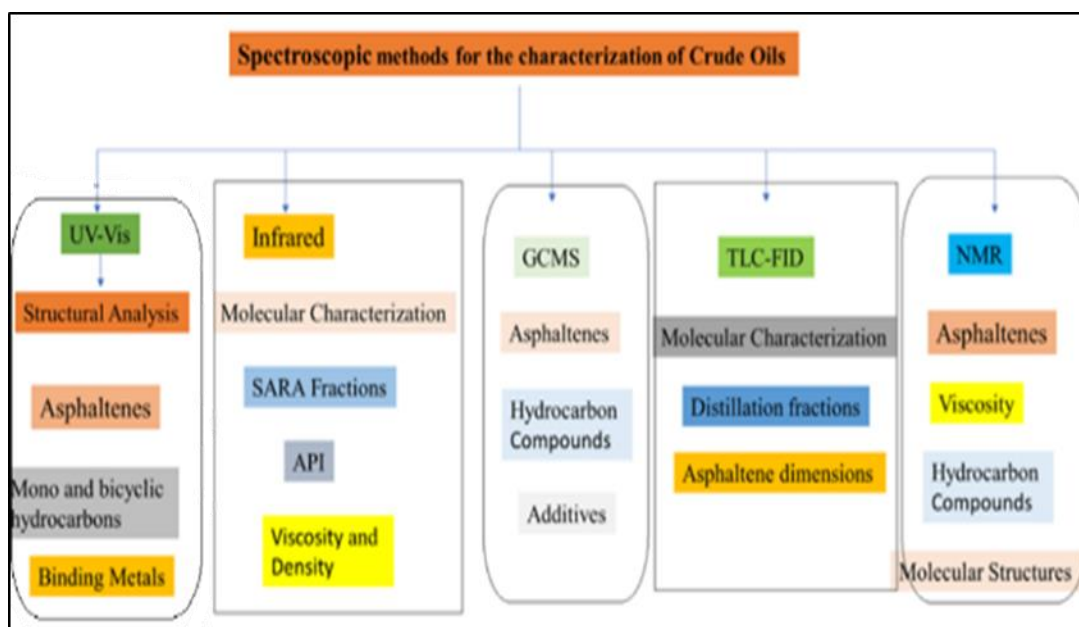 Spectroscopic methods for the characterization of Crude Oils
UV-Vis
Structural Analysis
Asphaltenes
Mono and bicyclic
hydrocarbons
Binding Metals
Infrared
Molecular Characterization
SARA Fractions
API
Viscosity and
Density
GCMS
Asphaltenes
Hydrocarbon
Compounds
Additives
TLC-FID
Molecular Characterization
Distillation fractions
Asphaltene dimensions
NMR
Asphaltenes
Viscosity
Hydrocarbon
Compounds
Molecular Structures